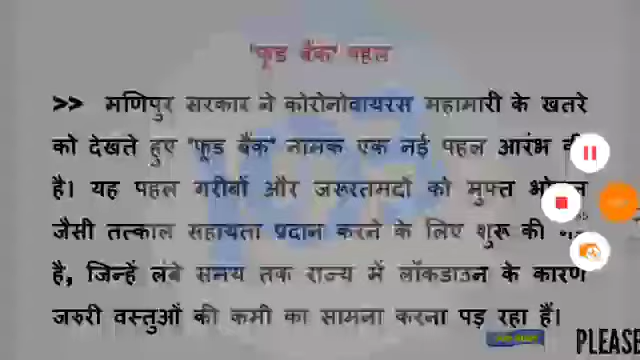 'फूड बैंक' पहल
>> मणिपुर सरकार ने कोरोनोवायरस महामारी के खतरे
को देखते हुए "फूड बैंक" नामक एक नई पहल आरंभ की
है। यह पहल गरीबों और जरूरतमदों को मुफ्त
जैसी तत्काल सहायता प्रदान करने के लिए शुरू की
है, जिन्हें लंबे समय तक राज्य में लॉकडाउन के कारण
जरुरी वस्तुओं की कमी का सामना करना पड़ रहा हैं।
PLEASE